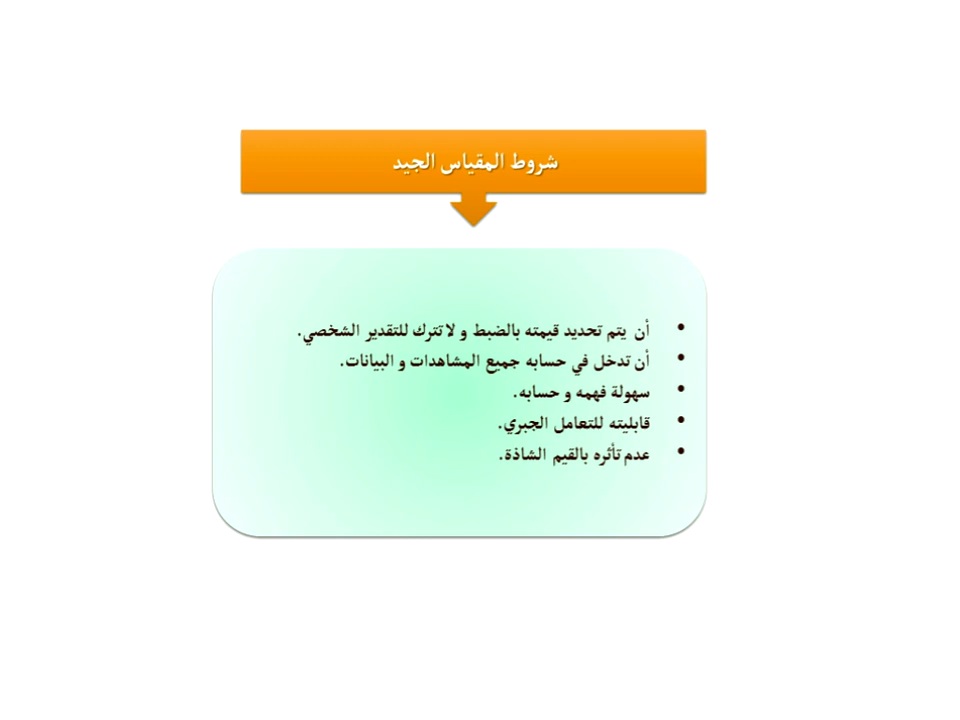 شروط المقياس الجيد
• أن يتم تحديد قيمته بالضبط و لا تترك للتقدير الشخصي.
• أن تدخل في حسابه جميع المشاهدات و البيانات.
• سهولة فهمه و حسابه.
• قابليته للتعامل الجبري.
• عدم تأثره بالقيم الشاذة.